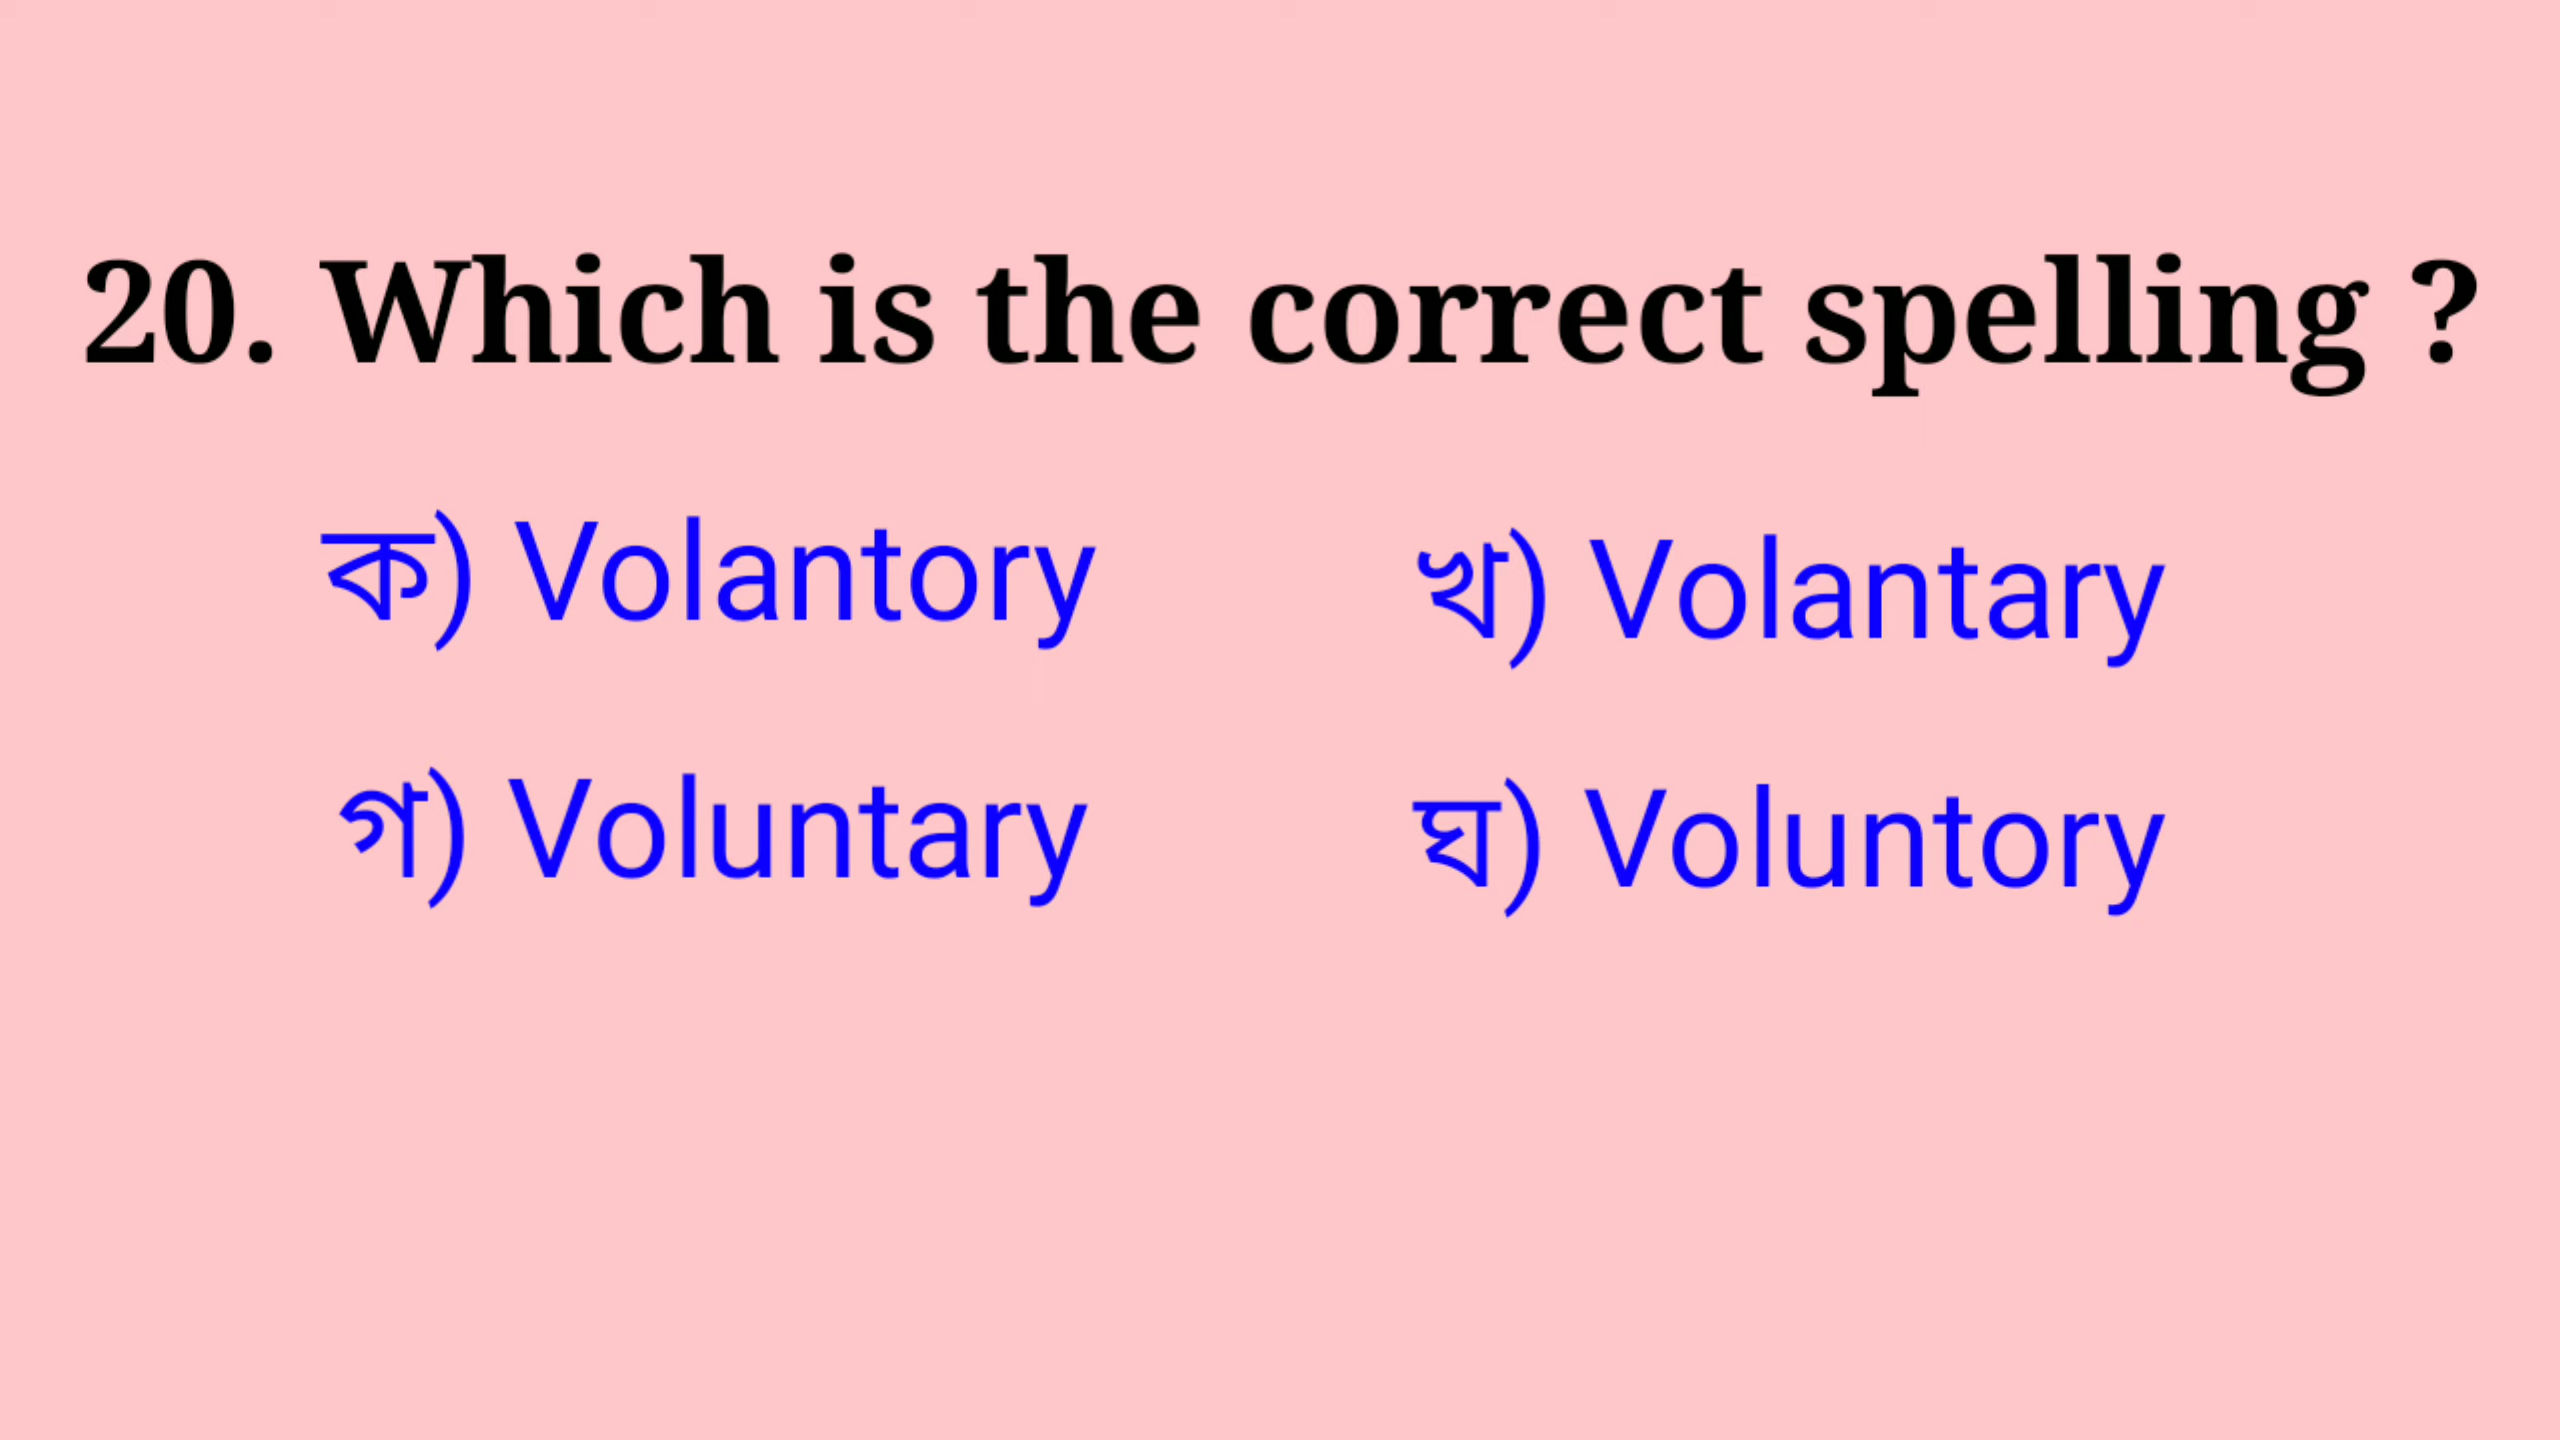 20. Which is the correct spelling ?
ক) Volantory খ) Volantary
গ) Voluntary ঘ) Voluntory